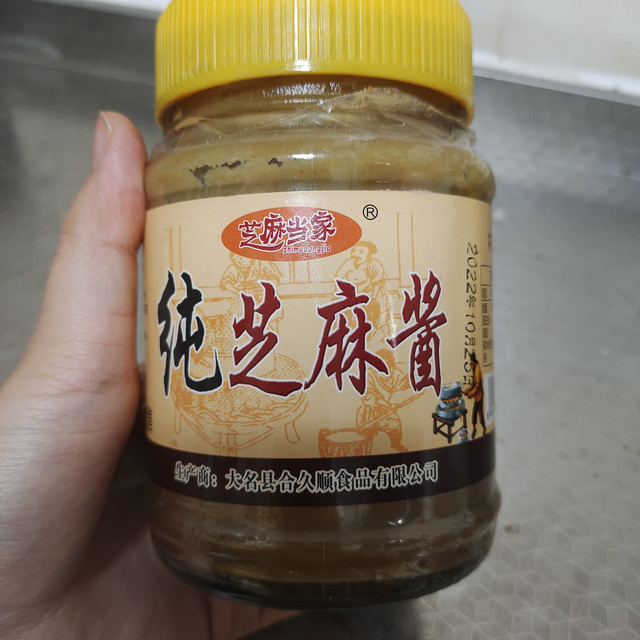 芝麻当家
zhimadangjia
®
纯芝麻酱
2022年10月25日
生产商：大名县合久顺食品有限公司